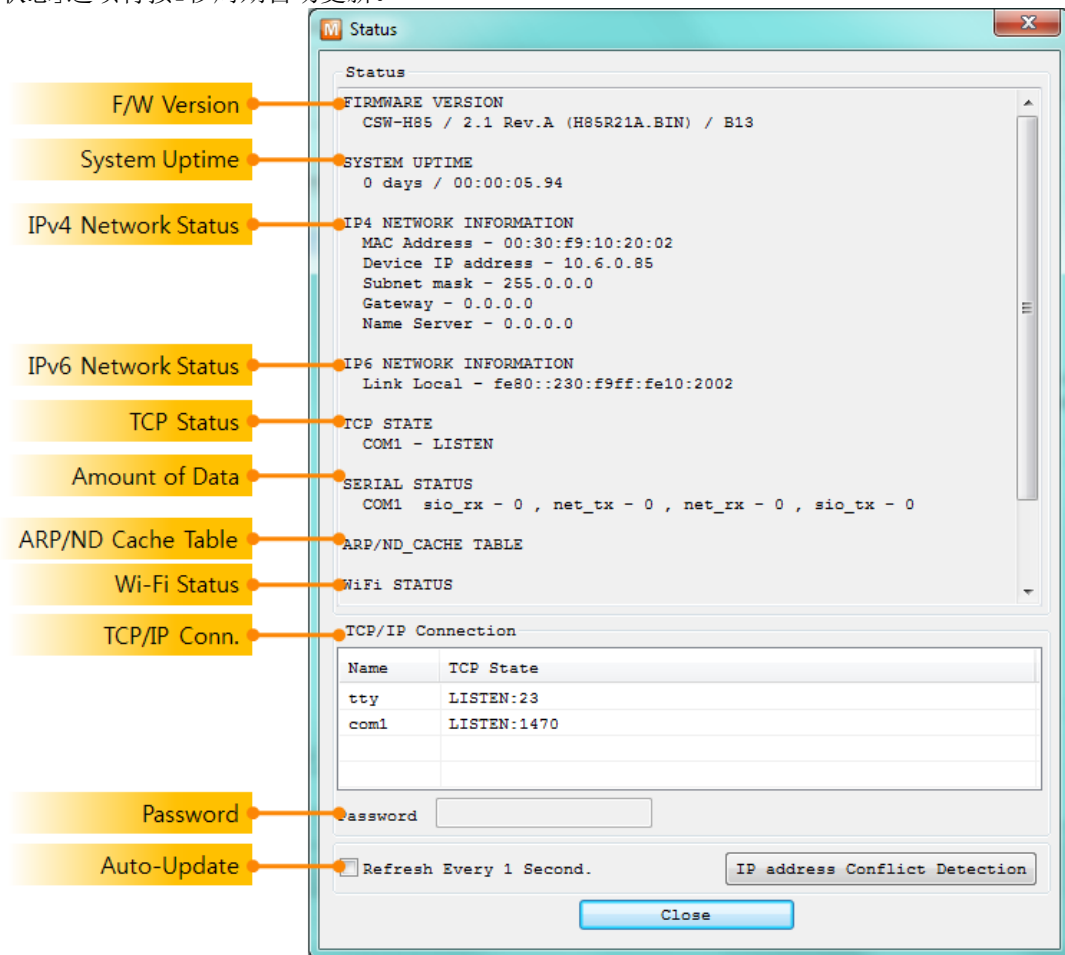 Status
Status
F/W Version
FIRMWARE VERSION
CSW-H85 / 2.1 Rev.A (H85R21A.BIN) / B13
System Uptime
SYSTEM UPTIME
0 days / 00:00:05.94
IPv4 Network Status
IP4 NETWORK INFORMATION
MAC Address - 00:30:f9:10:20:02
Device IP address - 10.6.0.85
Subnet mask - 255.0.0.0
Gateway - 0.0.0.0
Name Server - 0.0.0.0
IPv6 Network Status
IP6 NETWORK INFORMATION
Link Local - fe80::230:f9ff:fe10:2002
TCP Status
TCP STATE
COM1 - LISTEN
Amount of Data
SERIAL STATUS
COM1 sio_rx - 0 , net_tx - 0 , net_rx - 0 , sio_tx - 0
ARP/ND Cache Table
ARP/ND_CACHE TABLE
Wi-Fi Status
WiFi STATUS
TCP/IP Conn.
TCP/IP Connection
Name TCP State
tty LISTEN:23
com1 LISTEN:1470
Password
Password
Auto-Update
Refresh Every 1 Second.
IP address Conflict Detection
Close